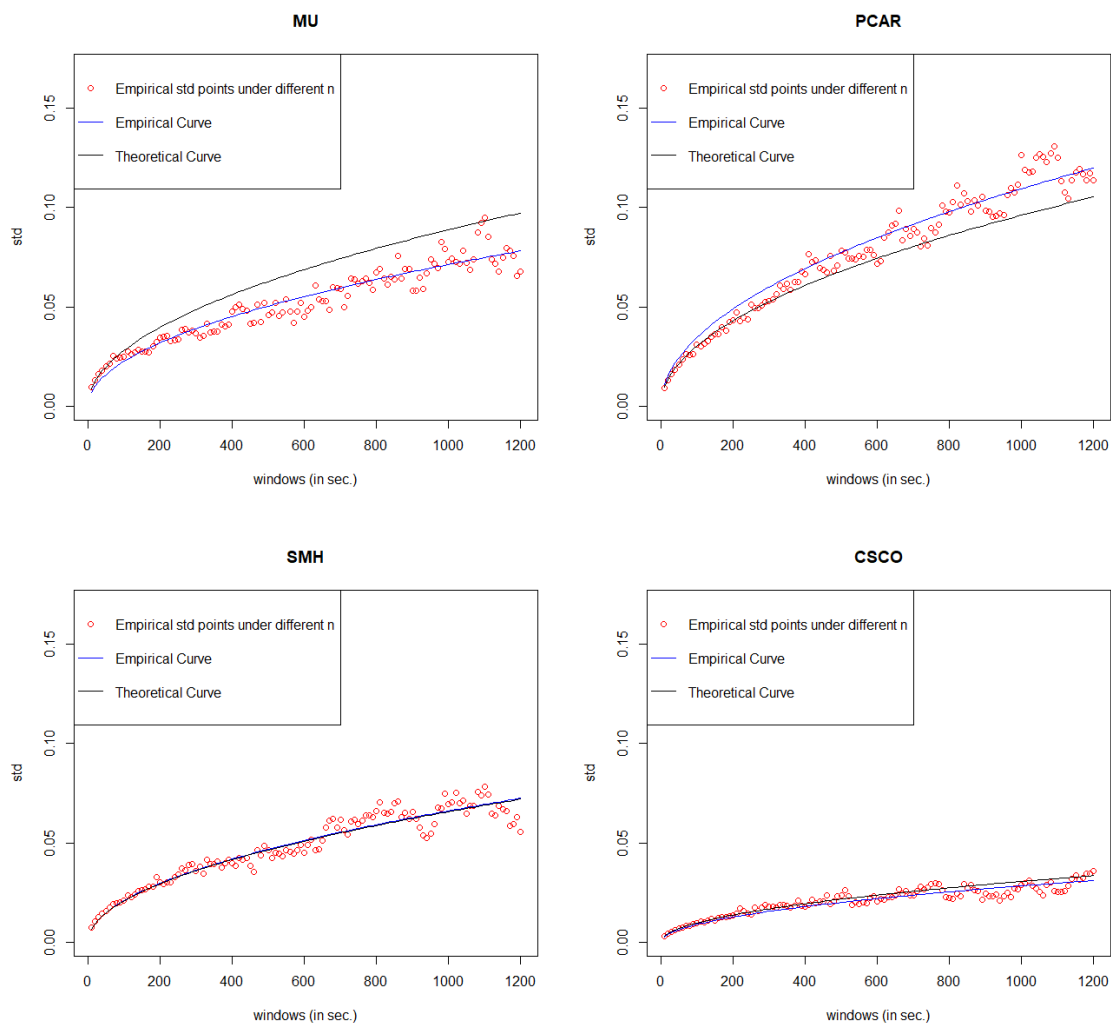 MU
Empirical std points under different n
Empirical Curve
Theoretical Curve
std
0.00 0.05 0.10 0.15
0 200 400 600 800 1000 1200
windows (in sec.)
PCAR
Empirical std points under different n
Empirical Curve
Theoretical Curve
std
0.00 0.05 0.10 0.15
0 200 400 600 800 1000 1200
windows (in sec.)
SMH
Empirical std points under different n
Empirical Curve
Theoretical Curve
std
0.00 0.05 0.10 0.15
0 200 400 600 800 1000 1200
windows (in sec.)
CSCO
Empirical std points under different n
Empirical Curve
Theoretical Curve
std
0.00 0.05 0.10 0.15
0 200 400 600 800 1000 1200
windows (in sec.)